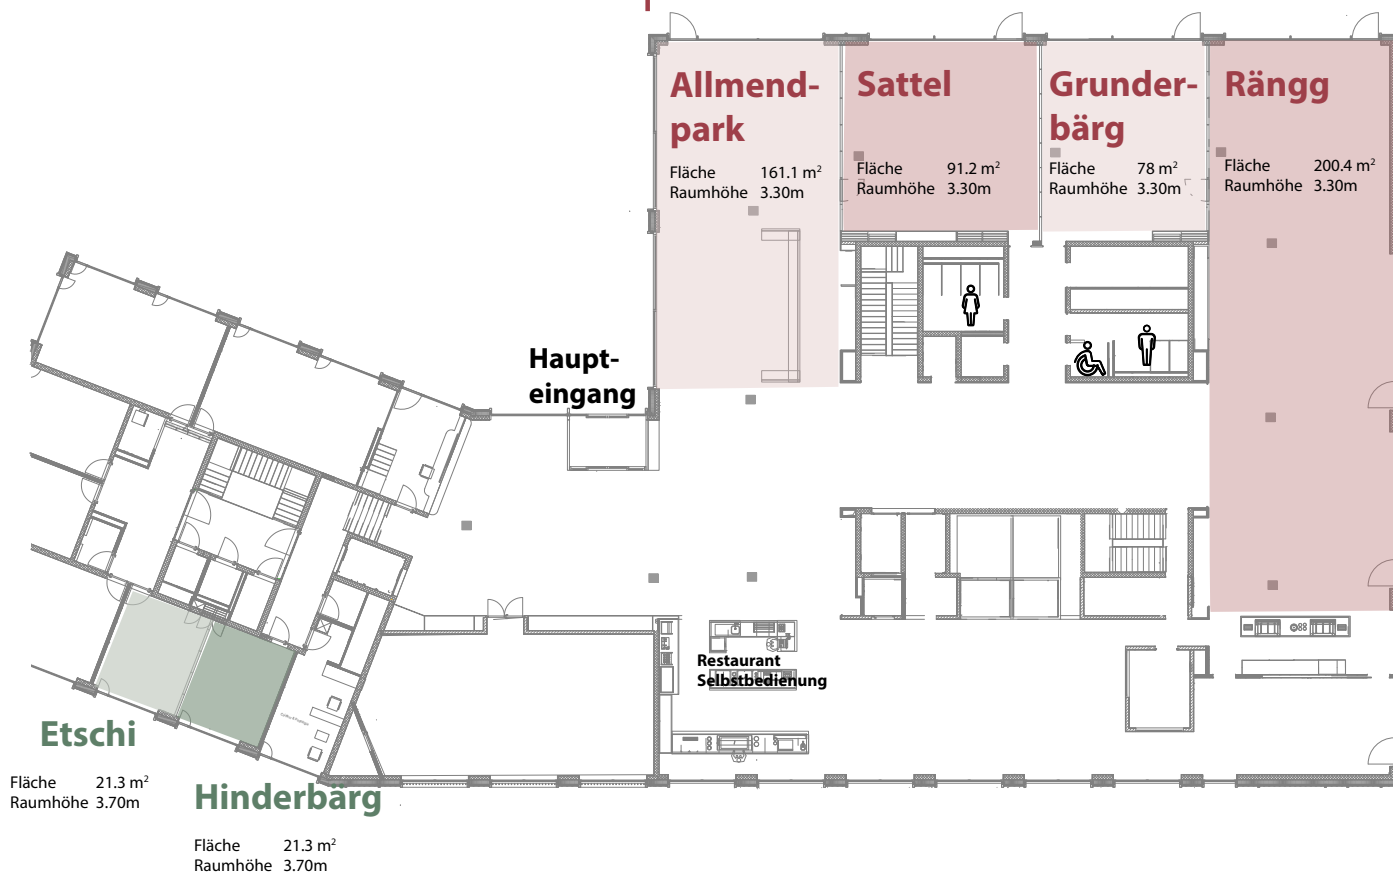 Allmend-
park
Fläche 161.1 m²
Raumhöhe 3.30m
Sattel
Fläche 91.2 m²
Raumhöhe 3.30m
Grunder-
bärg
Fläche 78 m²
Raumhöhe 3.30m
Rängg
Fläche 200.4 m²
Raumhöhe 3.30m
Haupt-
eingang
Restaurant
Selbstbedienung
Etschi
Fläche 21.3 m²
Raumhöhe 3.70m
Hinderbärg
Fläche 21.3 m²
Raumhöhe 3.70m